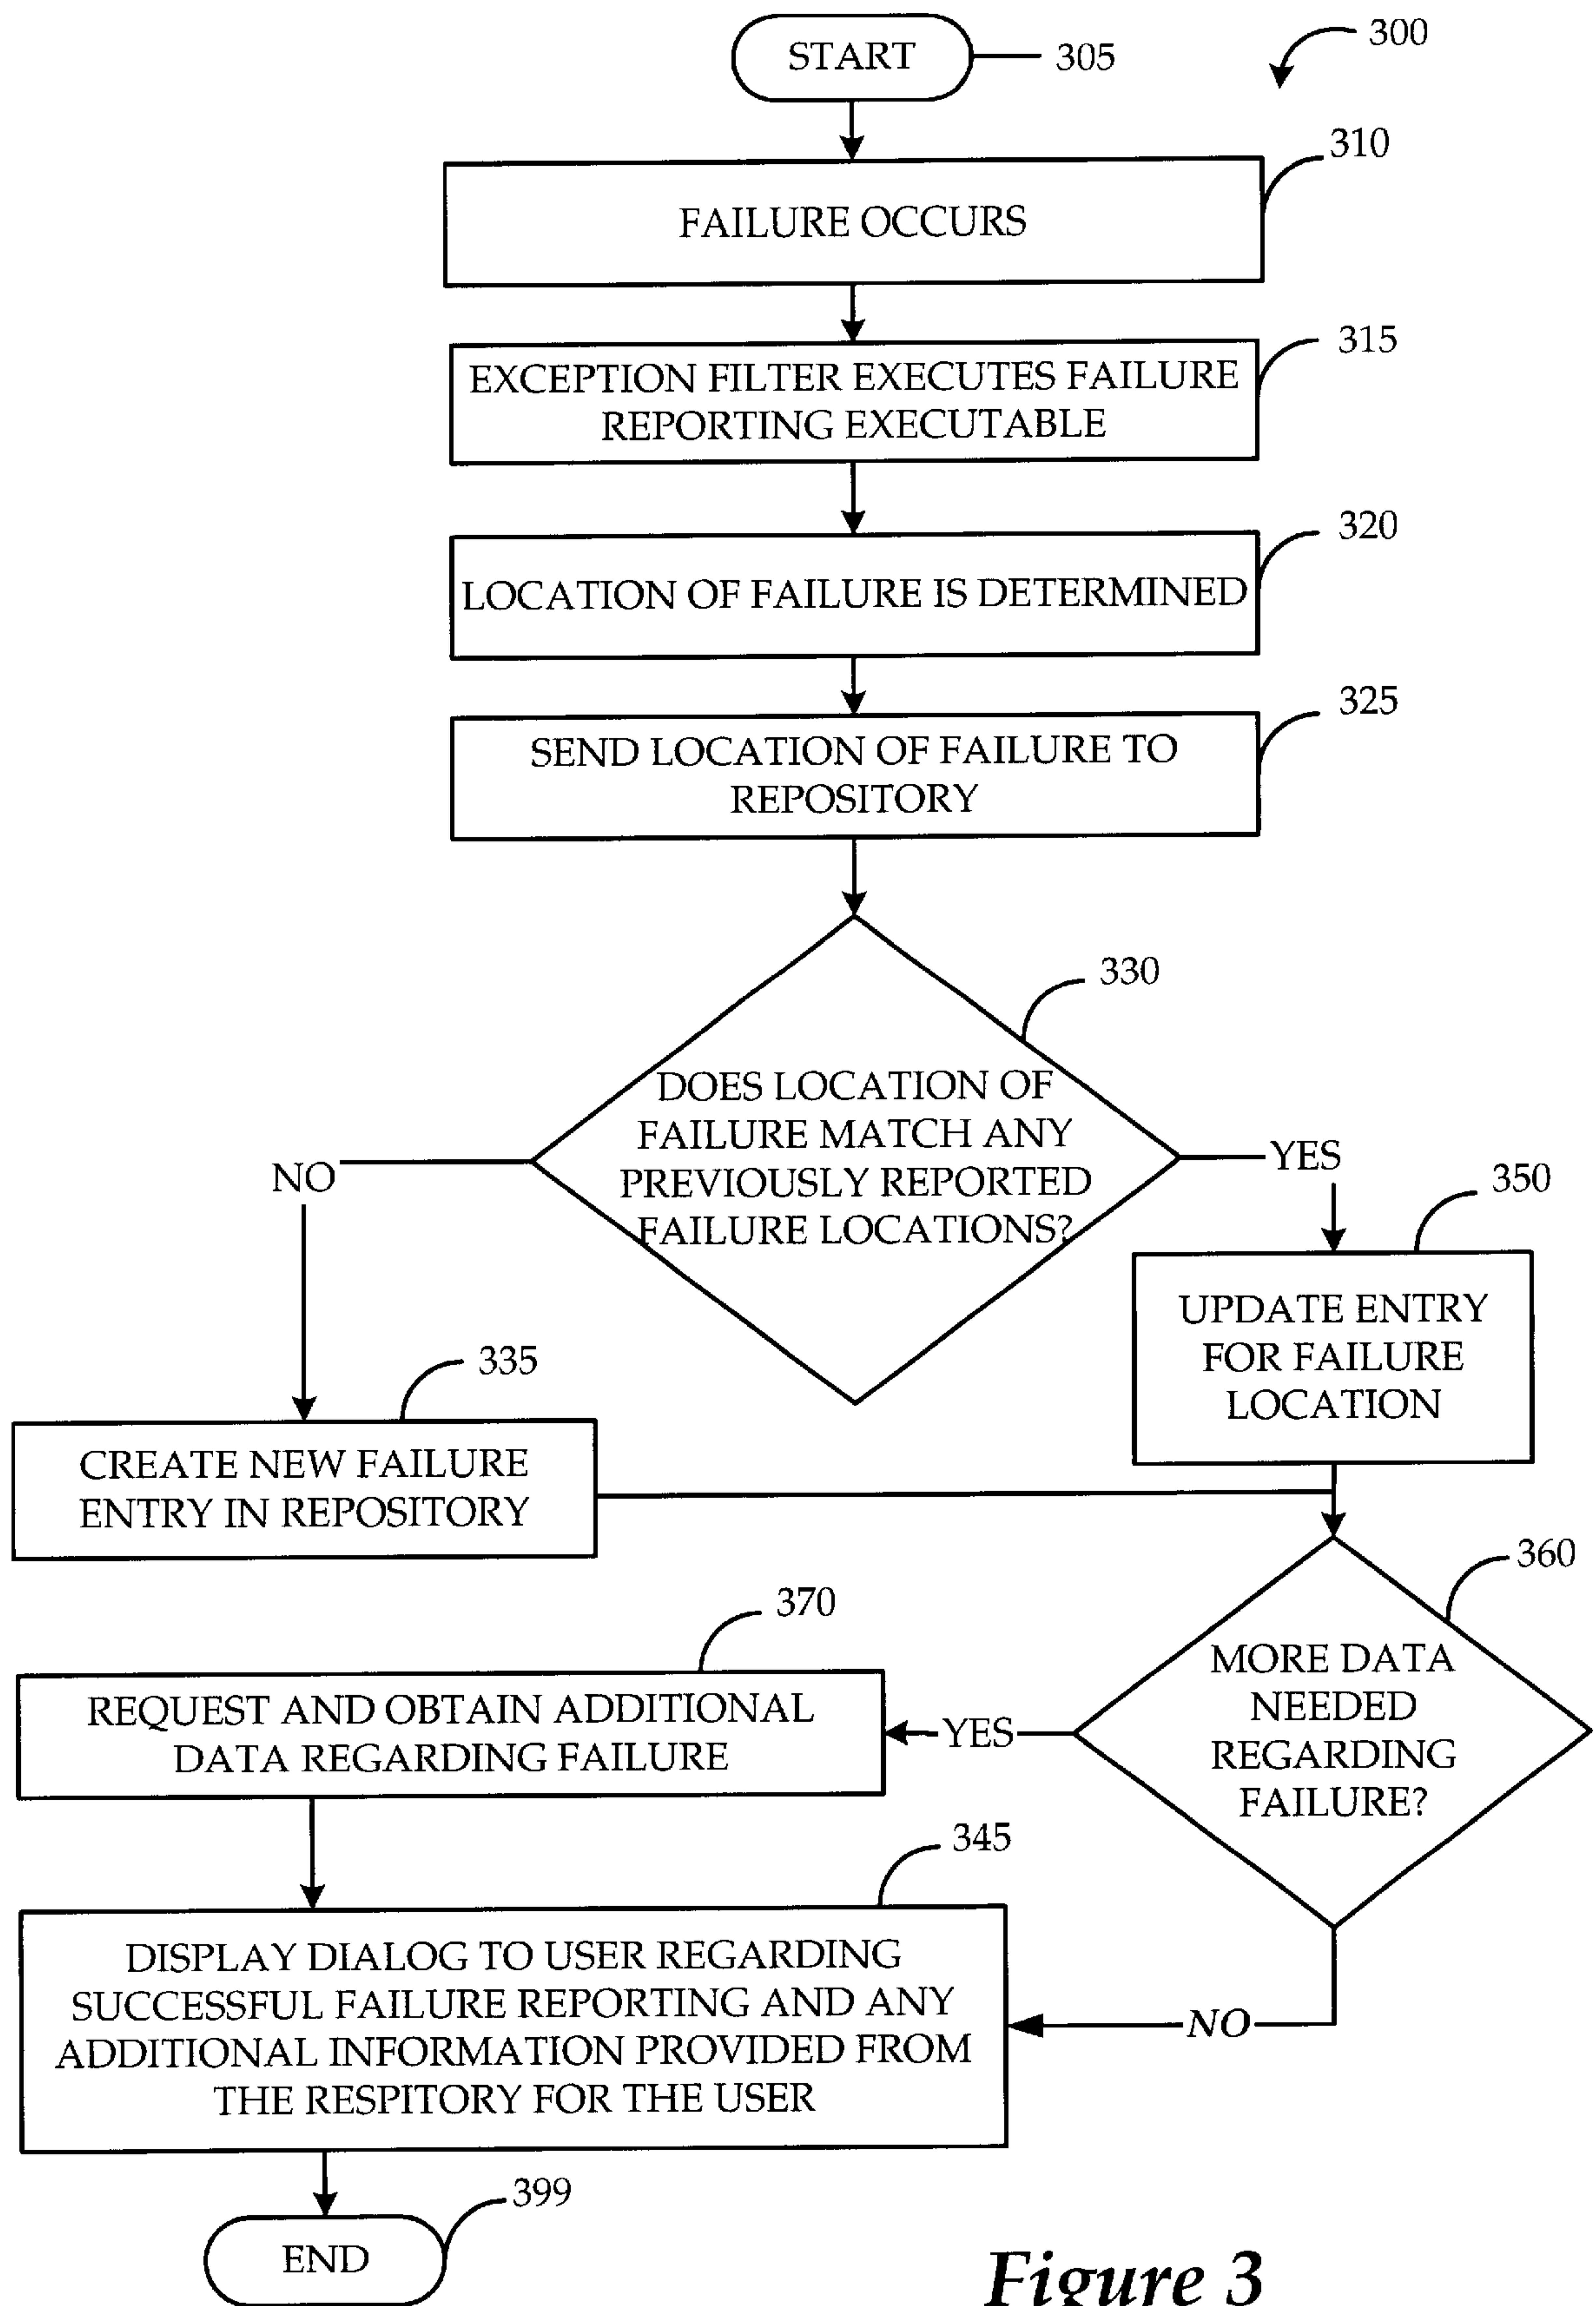 START
305
300
310
FAILURE OCCURS
315
EXCEPTION FILTER EXECUTES FAILURE
REPORTING EXECUTABLE
320
LOCATION OF FAILURE IS DETERMINED
325
SEND LOCATION OF FAILURE TO
REPOSITORY
330
DOES LOCATION OF
FAILURE MATCH ANY
PREVIOUSLY REPORTED
FAILURE LOCATIONS?
NO
YES
350
UPDATE ENTRY
FOR FAILURE
LOCATION
335
CREATE NEW FAILURE
ENTRY IN REPOSITORY
360
MORE DATA
NEEDED
REGARDING
FAILURE?
370
REQUEST AND OBTAIN ADDITIONAL
DATA REGARDING FAILURE
YES
345
DISPLAY DIALOG TO USER REGARDING
SUCCESSFUL FAILURE REPORTING AND ANY
ADDITIONAL INFORMATION PROVIDED FROM
THE RESPITORY FOR THE USER
NO
399
END
Figure 3